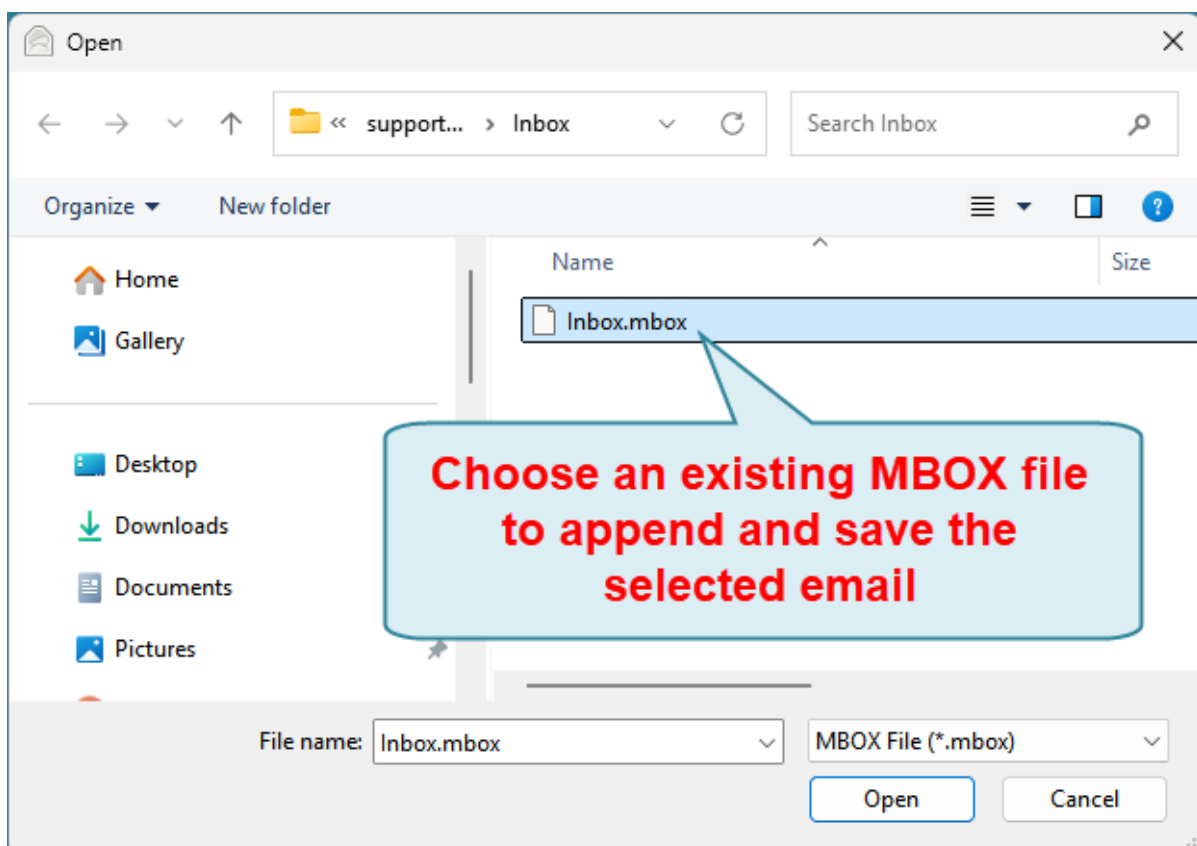 Open
« support... > Inbox
Search Inbox
Organize
New folder
?
Name
Size
Home
Gallery
Inbox.mbox
Desktop
Downloads
Documents
Pictures
Choose an existing MBOX file
to append and save the
selected email
File name: Inbox.mbox
MBOX File (*.mbox)
Open
Cancel